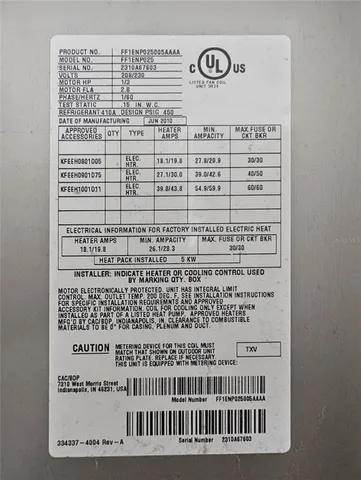 PRODUCT NO. FF1ENP025005AAAA
MODEL NO. FF1ENP025
SERIAL NO. 2310A67603
VOLTS 208/230
MOTOR HP 1/3
MOTOR FLA 2.8
PHASE/HERTZ 1/60
TEST STATIC .15 IN. W.C.
REFRIGERANT 410A DESIGN PSIG 450
DATE OF MANUFACTURING JUN 2010
C UL US
LISTED FAN COIL
APPROVED ACCESSORIES QTY TYPE HEATER AMPS MIN. AMPACITY MAX.FUSE OR CKT BKR
KFEEH0801005 ELEC. HTR. 18.1/19.8 27.8/29.9 30/30
KFEEH0901075 ELEC. HTR. 27.1/30.0 39.0/42.6 40/50
KFEEH1001011 ELEC. HTR. 39.8/43.8 54.9/59.9 60/60
ELECTRICAL INFORMATION FOR FACTORY INSTALLED ELECTRIC HEAT
HEATER AMPS MIN. AMPACITY MAX. FUSE OR CKT BKR
18.1/19.8 26.1/28.3 30/30
HEAT PACK INSTALLED 5 KW
INSTALLER: INDICATE HEATER OR COOLING CONTROL USED
BY MARKING QTY. BOX
MOTOR ELECTRONICALLY PROTECTED. UNIT HAS INTEGRAL LIMIT
CONTROL. MAX. OUTLET TEMP. 200 DEG. F. SEE INSTALLATION INSTRUCTIONS
FOR SPECIFIC INSTALLATION REQUIREMENTS AND APPROVED
ACCESSORIES. COIL FOR COOLING ONLY EXCEPT WHEN
INSTALLED AS PART OF A LISTED HEAT PUMP. APPROVED HEATERS
MFG'D BY CAC/BDP, INDIANAPOLIS, IN. CLEARANCE TO COMBUSTIBLE
MATERIALS TO BE 0" FOR CASING, PLENUM AND DUCT.
CAUTION
METERING DEVICE FOR THIS COIL MUST
MATCH THAT SHOWN ON OUTDOOR UNIT
RATING PLATE. REPLACE IF NECESSARY.
THIS UNIT IS EQUIPPED WITH METERING DEVICE:
TXV
CAC/BDP
7310 West Morris Street
Indianapolis, IN 46231; USA
Model Number FF1ENP025005AAAA
334337-4004 Rev-A
Serial Number 2310A67603